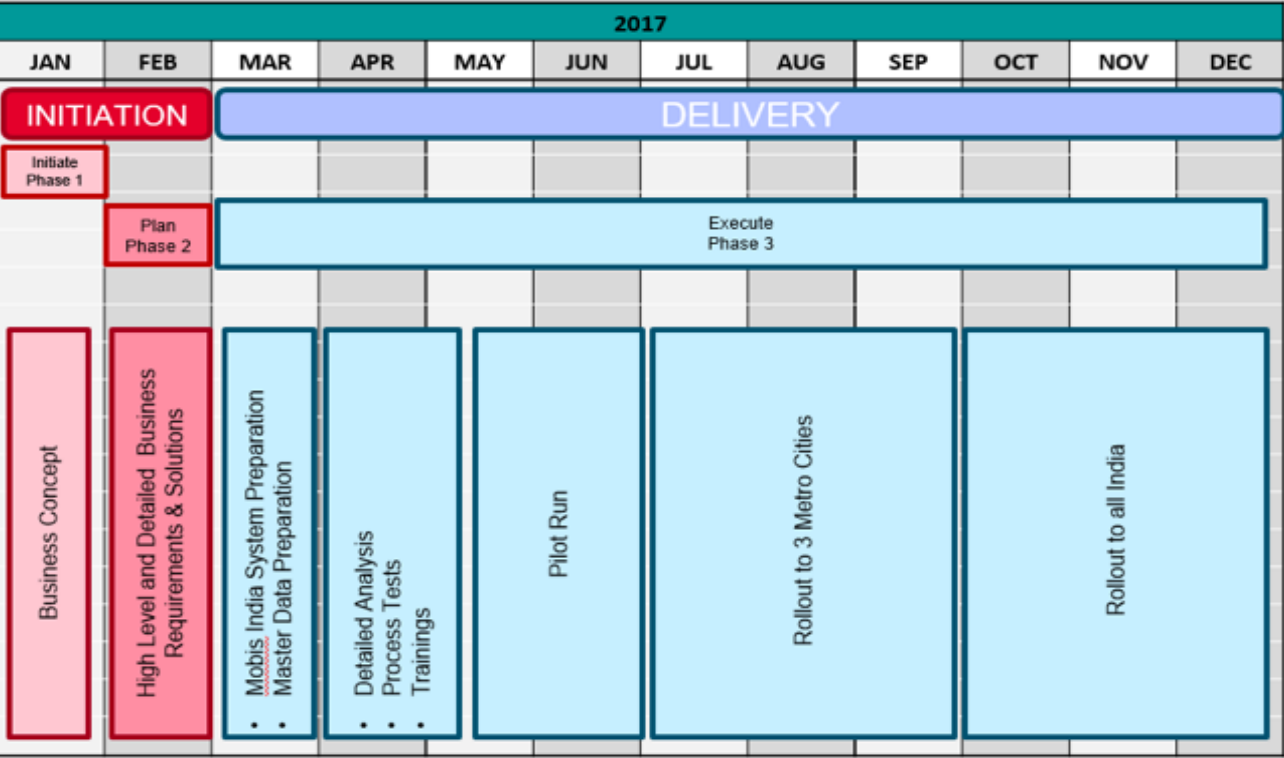 2017
JAN FEB MAR APR MAY JUN JUL AUG SEP OCT NOV DEC
INITIATION DELIVERY
Initiate
Phase 1
Plan
Phase 2
Execute
Phase 3
Business Concept
High Level and Detailed Business
Requirements & Solutions
• Mobis India System Preparation
• Master Data Preparation
• Detailed Analysis
• Process Tests
• Trainings
Pilot Run
Rollout to 3 Metro Cities
Rollout to all India